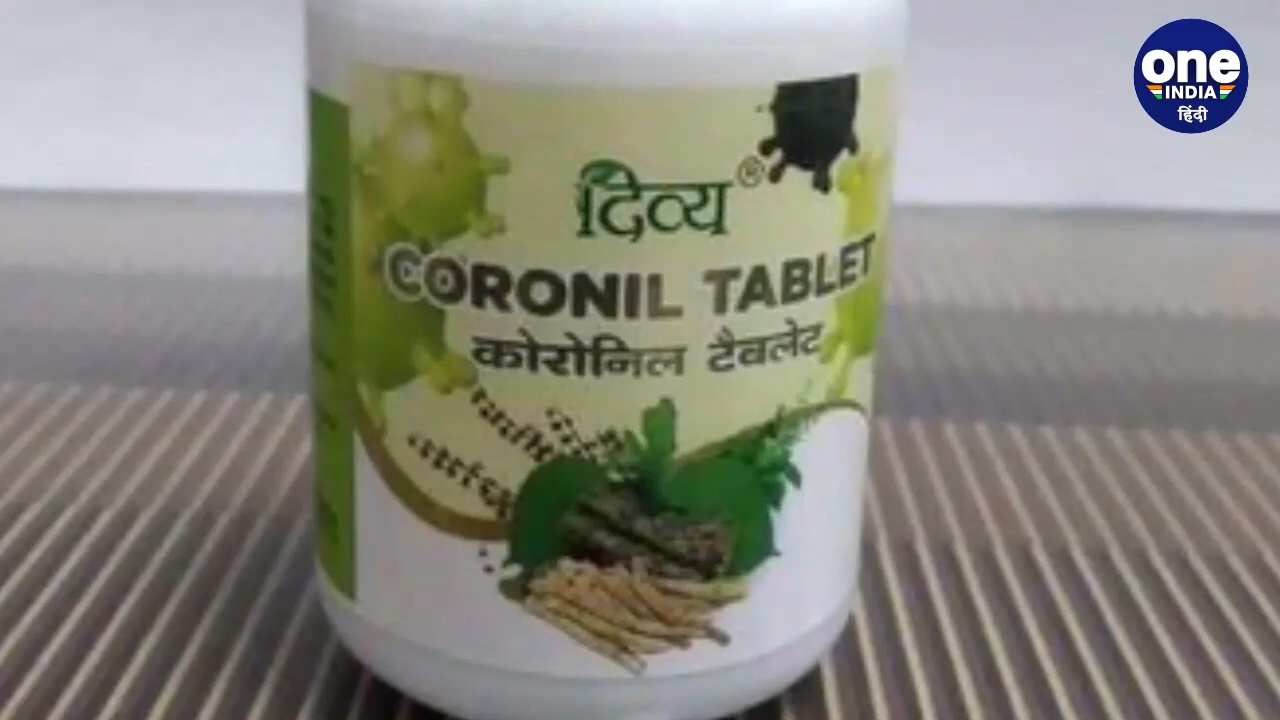 one
INDIA
हिंदी
दिव्य®
CORONIL TABLET
कोरोनिल टैबलेट